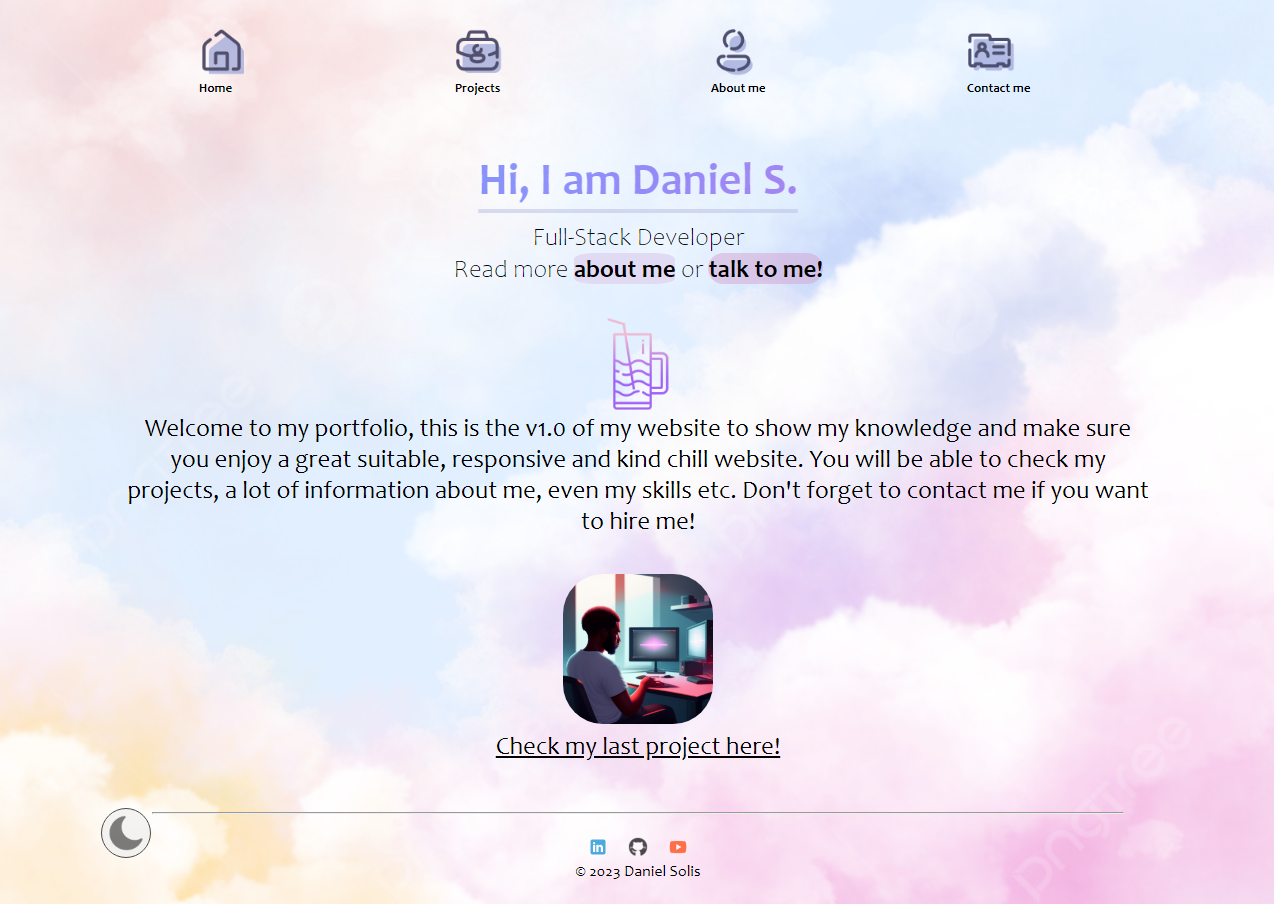 Home
Projects
About me
Contact me
Hi, I am Daniel S.
Full-Stack Developer
Read more about me or talk to me!
Welcome to my portfolio, this is the v1.0 of my website to show my knowledge and make sure
you enjoy a great suitable, responsive and kind chill website. You will be able to check my
projects, a lot of information about me, even my skills etc. Don't forget to contact me if you want
to hire me!
Check my last project here!
pngtree
in
© 2023 Daniel Solis